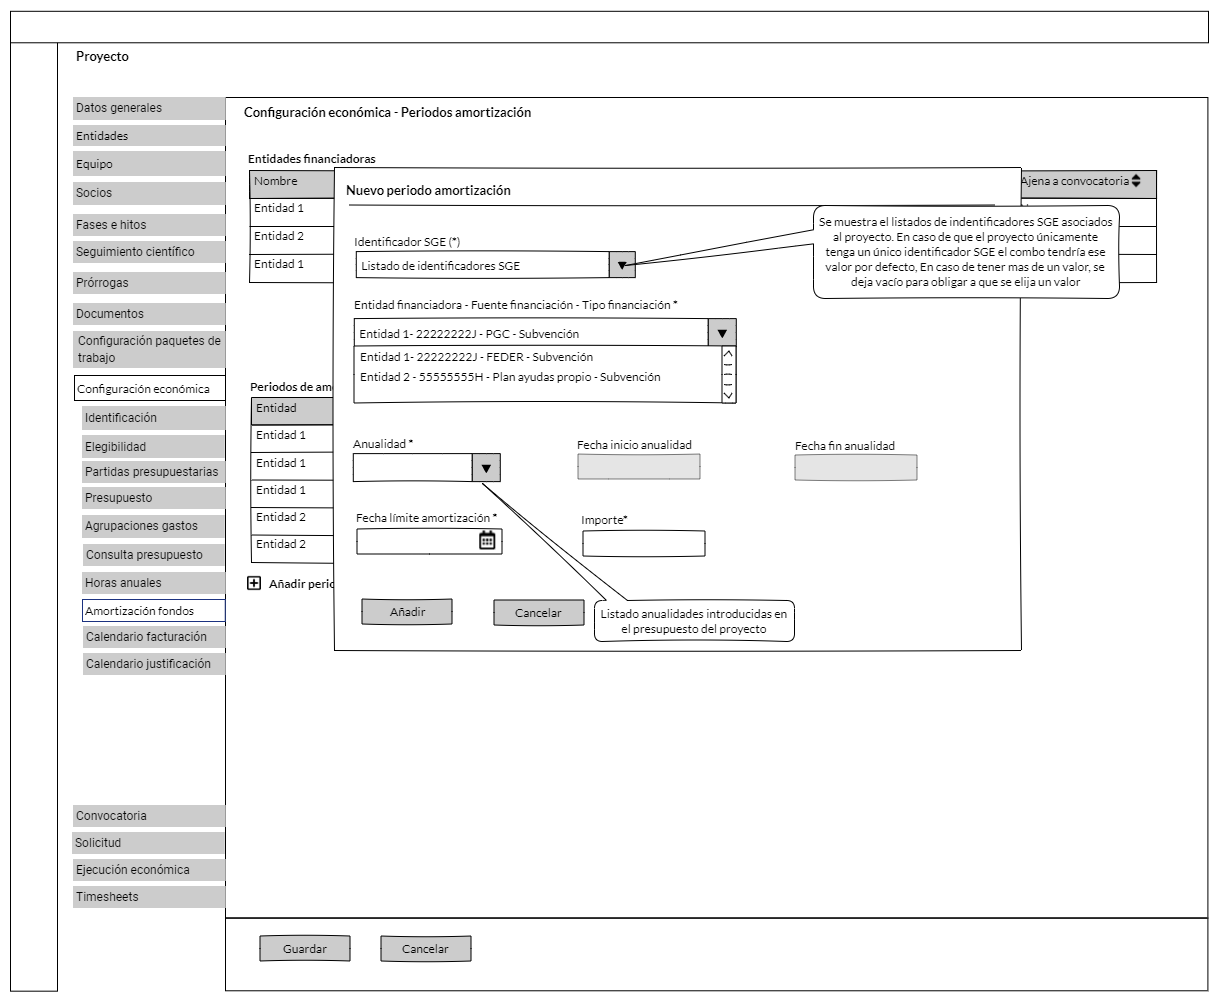 Proyecto
Datos generales
Entidades
Equipo
Socios
Fases e hitos
Seguimiento científico
Prórrogas
Documentos
Configuración paquetes de
trabajo
Configuración económica
Identificación
Elegibilidad
Partidas presupuestarias
Presupuesto
Agrupaciones gastos
Consulta presupuesto
Horas anuales
Amortización fondos
Calendario facturación
Calendario justificación
Convocatoria
Solicitud
Ejecución económica
Timesheets
Configuración económica - Periodos amortización
Entidades financiadoras
Nombre
Ajena a convocatoria
Entidad 1
Entidad 2
Entidad 1
Periodos de am
Entidad
Entidad 1
Entidad 1
Entidad 1
Entidad 2
Entidad 2
Añadir peri
Nuevo periodo amortización
Se muestra el listados de indentificadores SGE asociados
al proyecto. En caso de que el proyecto únicamente
tenga un único identificador SGE el combo tendría ese
valor por defecto, En caso de tener mas de un valor, se
deja vacío para obligar a que se elija un valor
Identificador SGE (*)
Listado de identificadores SGE
Entidad financiadora - Fuente financiación - Tipo financiación *
Entidad 1- 22222222J - PGC - Subvención
Entidad 1- 22222222J - FEDER - Subvención
Entidad 2 - 55555555H - Plan ayudas propio - Subvención
Anualidad *
Fecha inicio anualidad
Fecha fin anualidad
Fecha límite amortización *
Importe*
Añadir
Cancelar
Listado anualidades introducidas en
el presupuesto del proyecto
Guardar
Cancelar